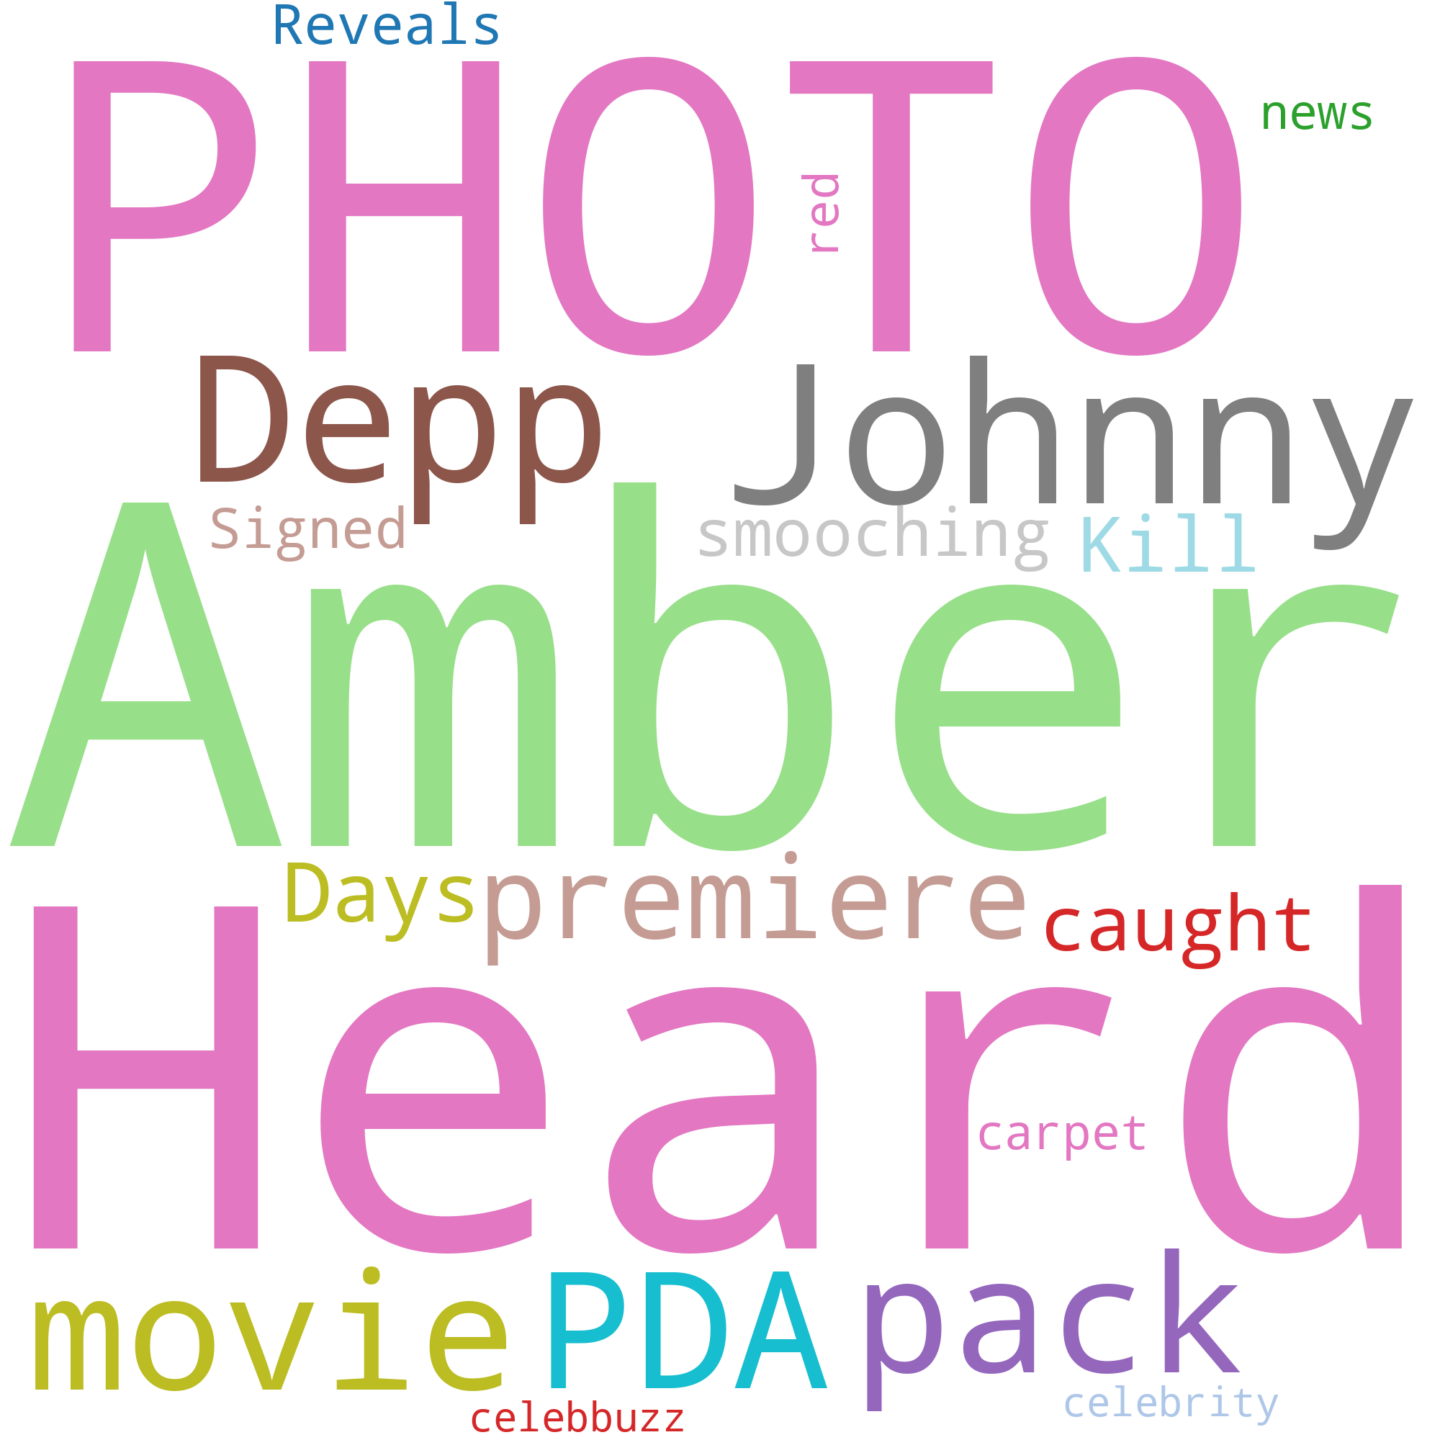 Reveals
PHOTO
news
red
Depp
Johnny
Signed
smooching
Kill
Amber
Days
premiere
caught
Heard
carpet
movie
PDA
pack
celebbuzz
celebrity